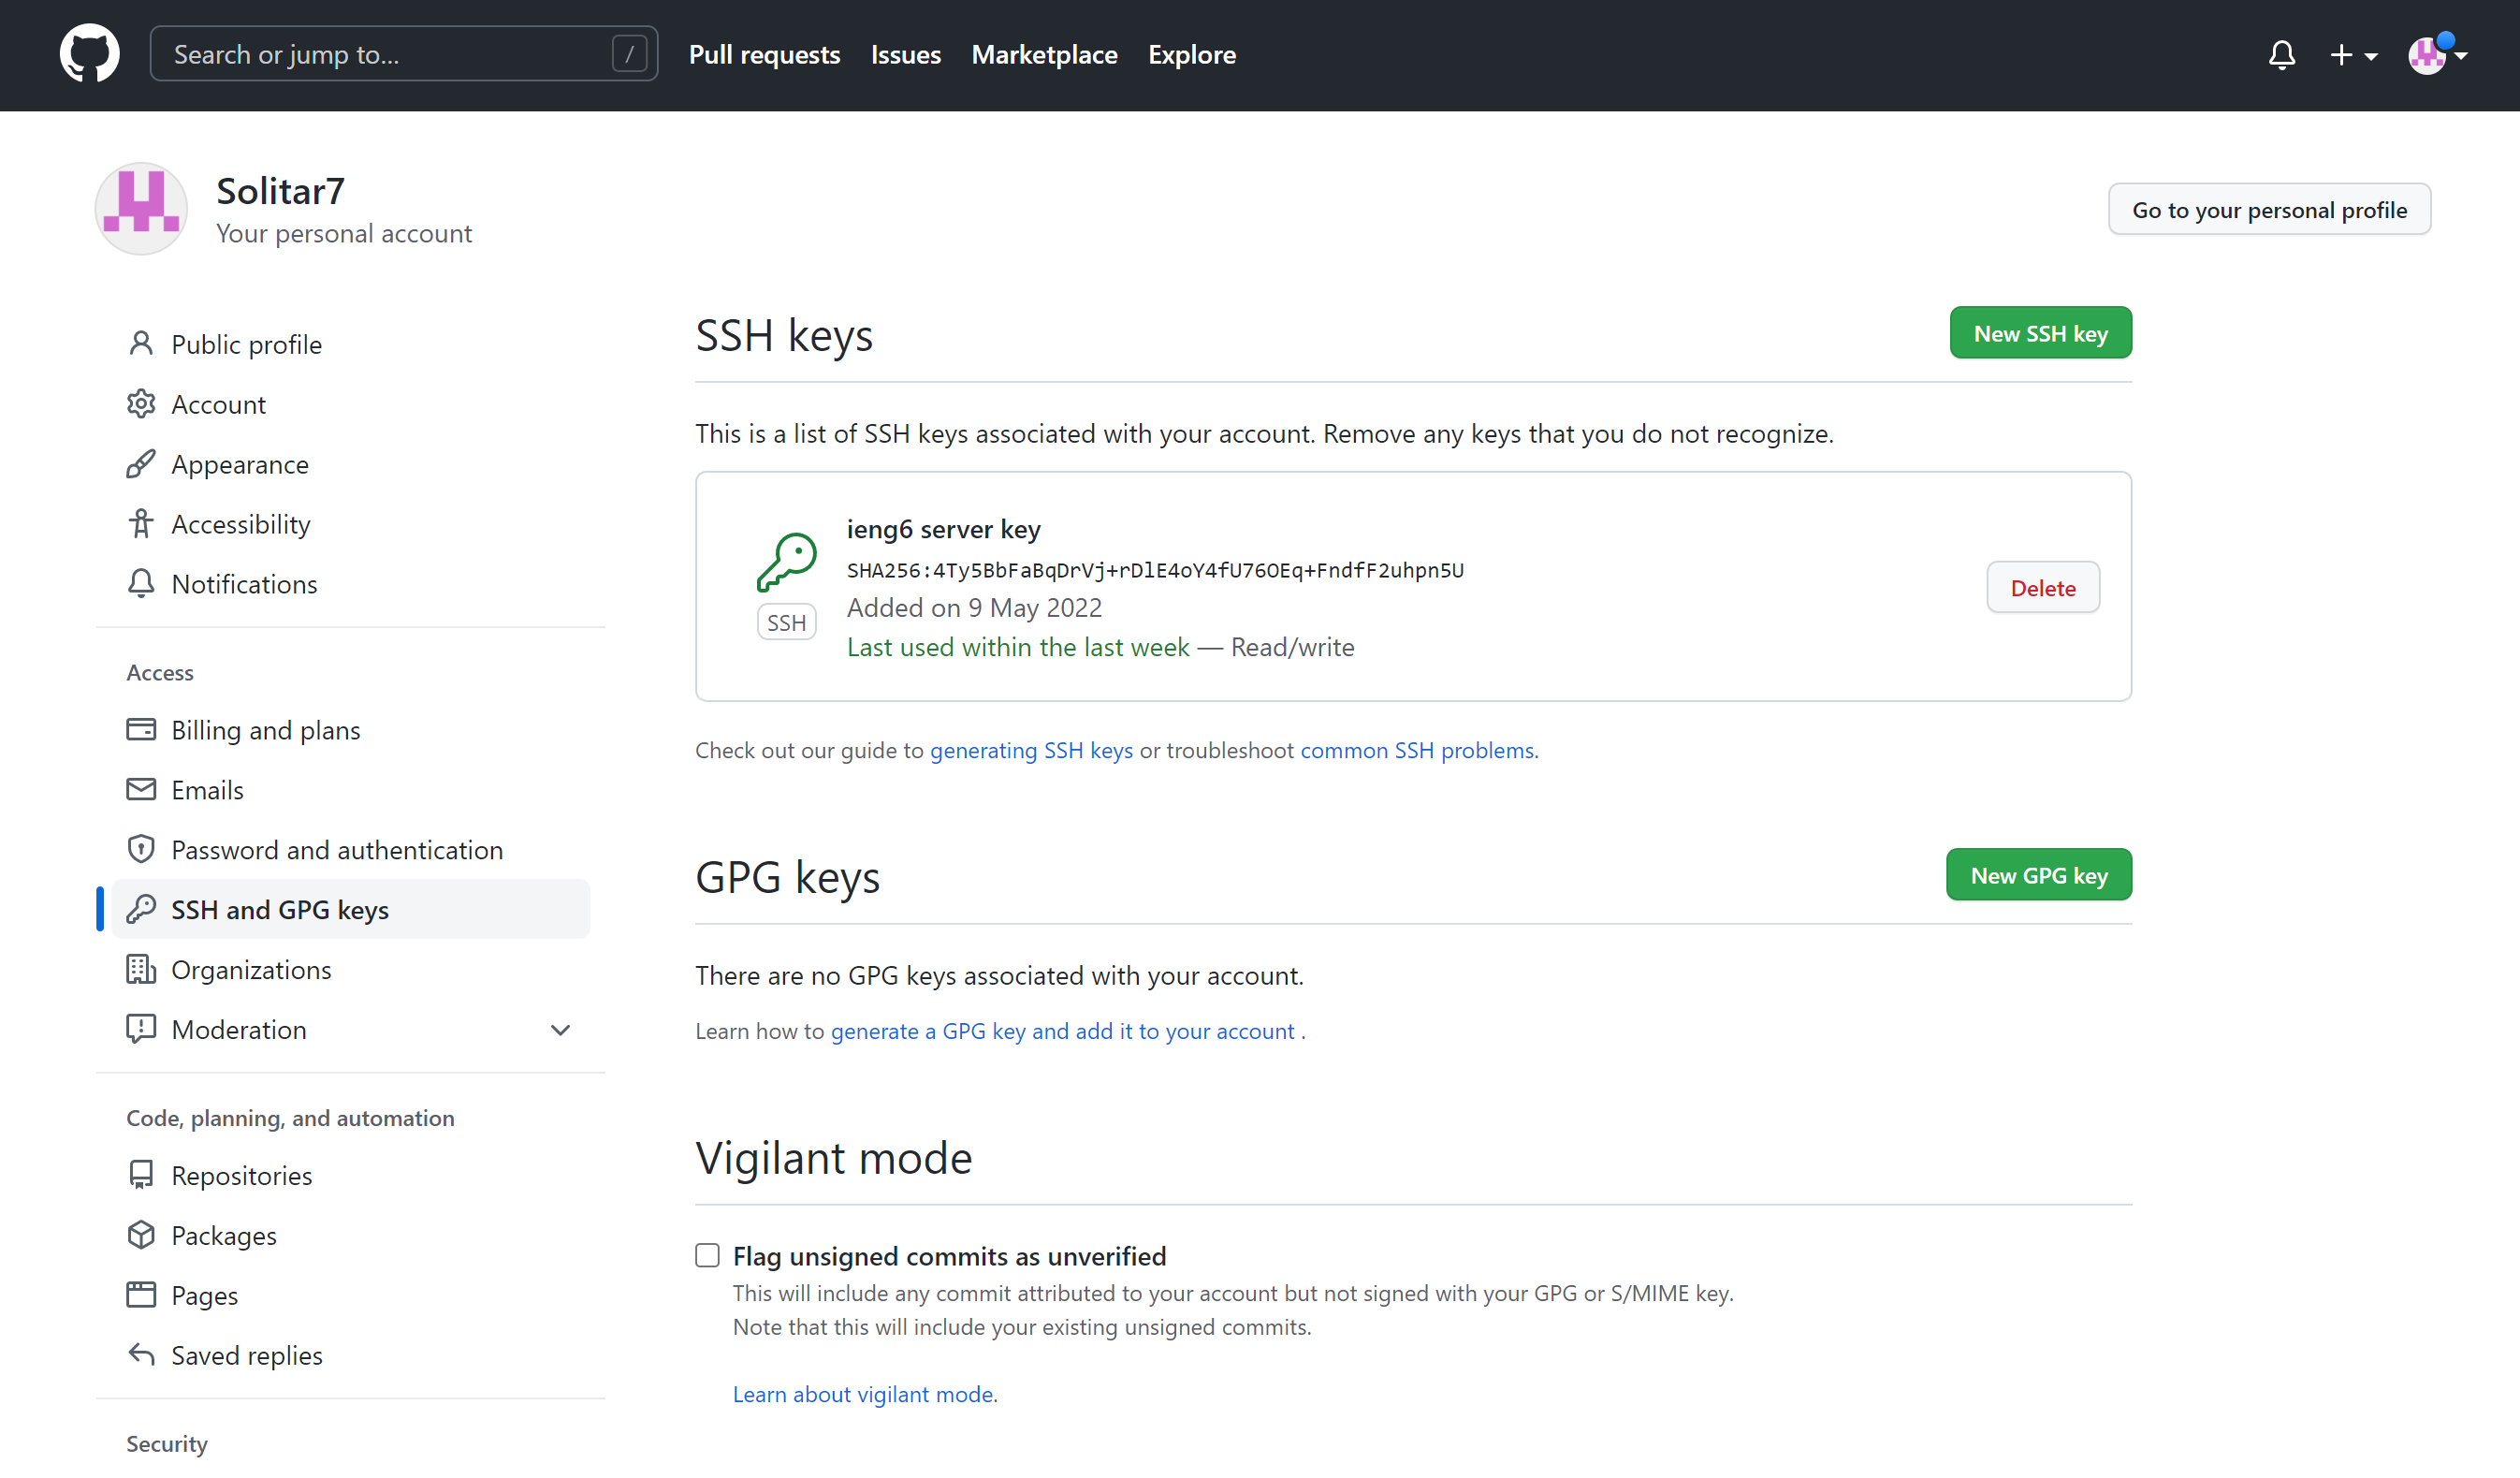 Search or jump to...
/
Pull requests
Issues
Marketplace
Explore
Solitar7
Your personal account
Go to your personal profile
Public profile
Account
Appearance
Accessibility
Notifications
Access
Billing and plans
Emails
Password and authentication
SSH and GPG keys
Organizations
Moderation
Code, planning, and automation
Repositories
Packages
Pages
Saved replies
Security
SSH keys
New SSH key
This is a list of SSH keys associated with your account. Remove any keys that you do not recognize.
ieng6 server key
SHA256:4Ty5BbFaBqDrVj+rDlE4oY4fU76OEq+FndfF2uhpn5U
Added on 9 May 2022
Last used within the last week — Read/write
SSH
Delete
Check out our guide to generating SSH keys or troubleshoot common SSH problems.
GPG keys
New GPG key
There are no GPG keys associated with your account.
Learn how to generate a GPG key and add it to your account .
Vigilant mode
Flag unsigned commits as unverified
This will include any commit attributed to your account but not signed with your GPG or S/MIME key.
Note that this will include your existing unsigned commits.
Learn about vigilant mode.